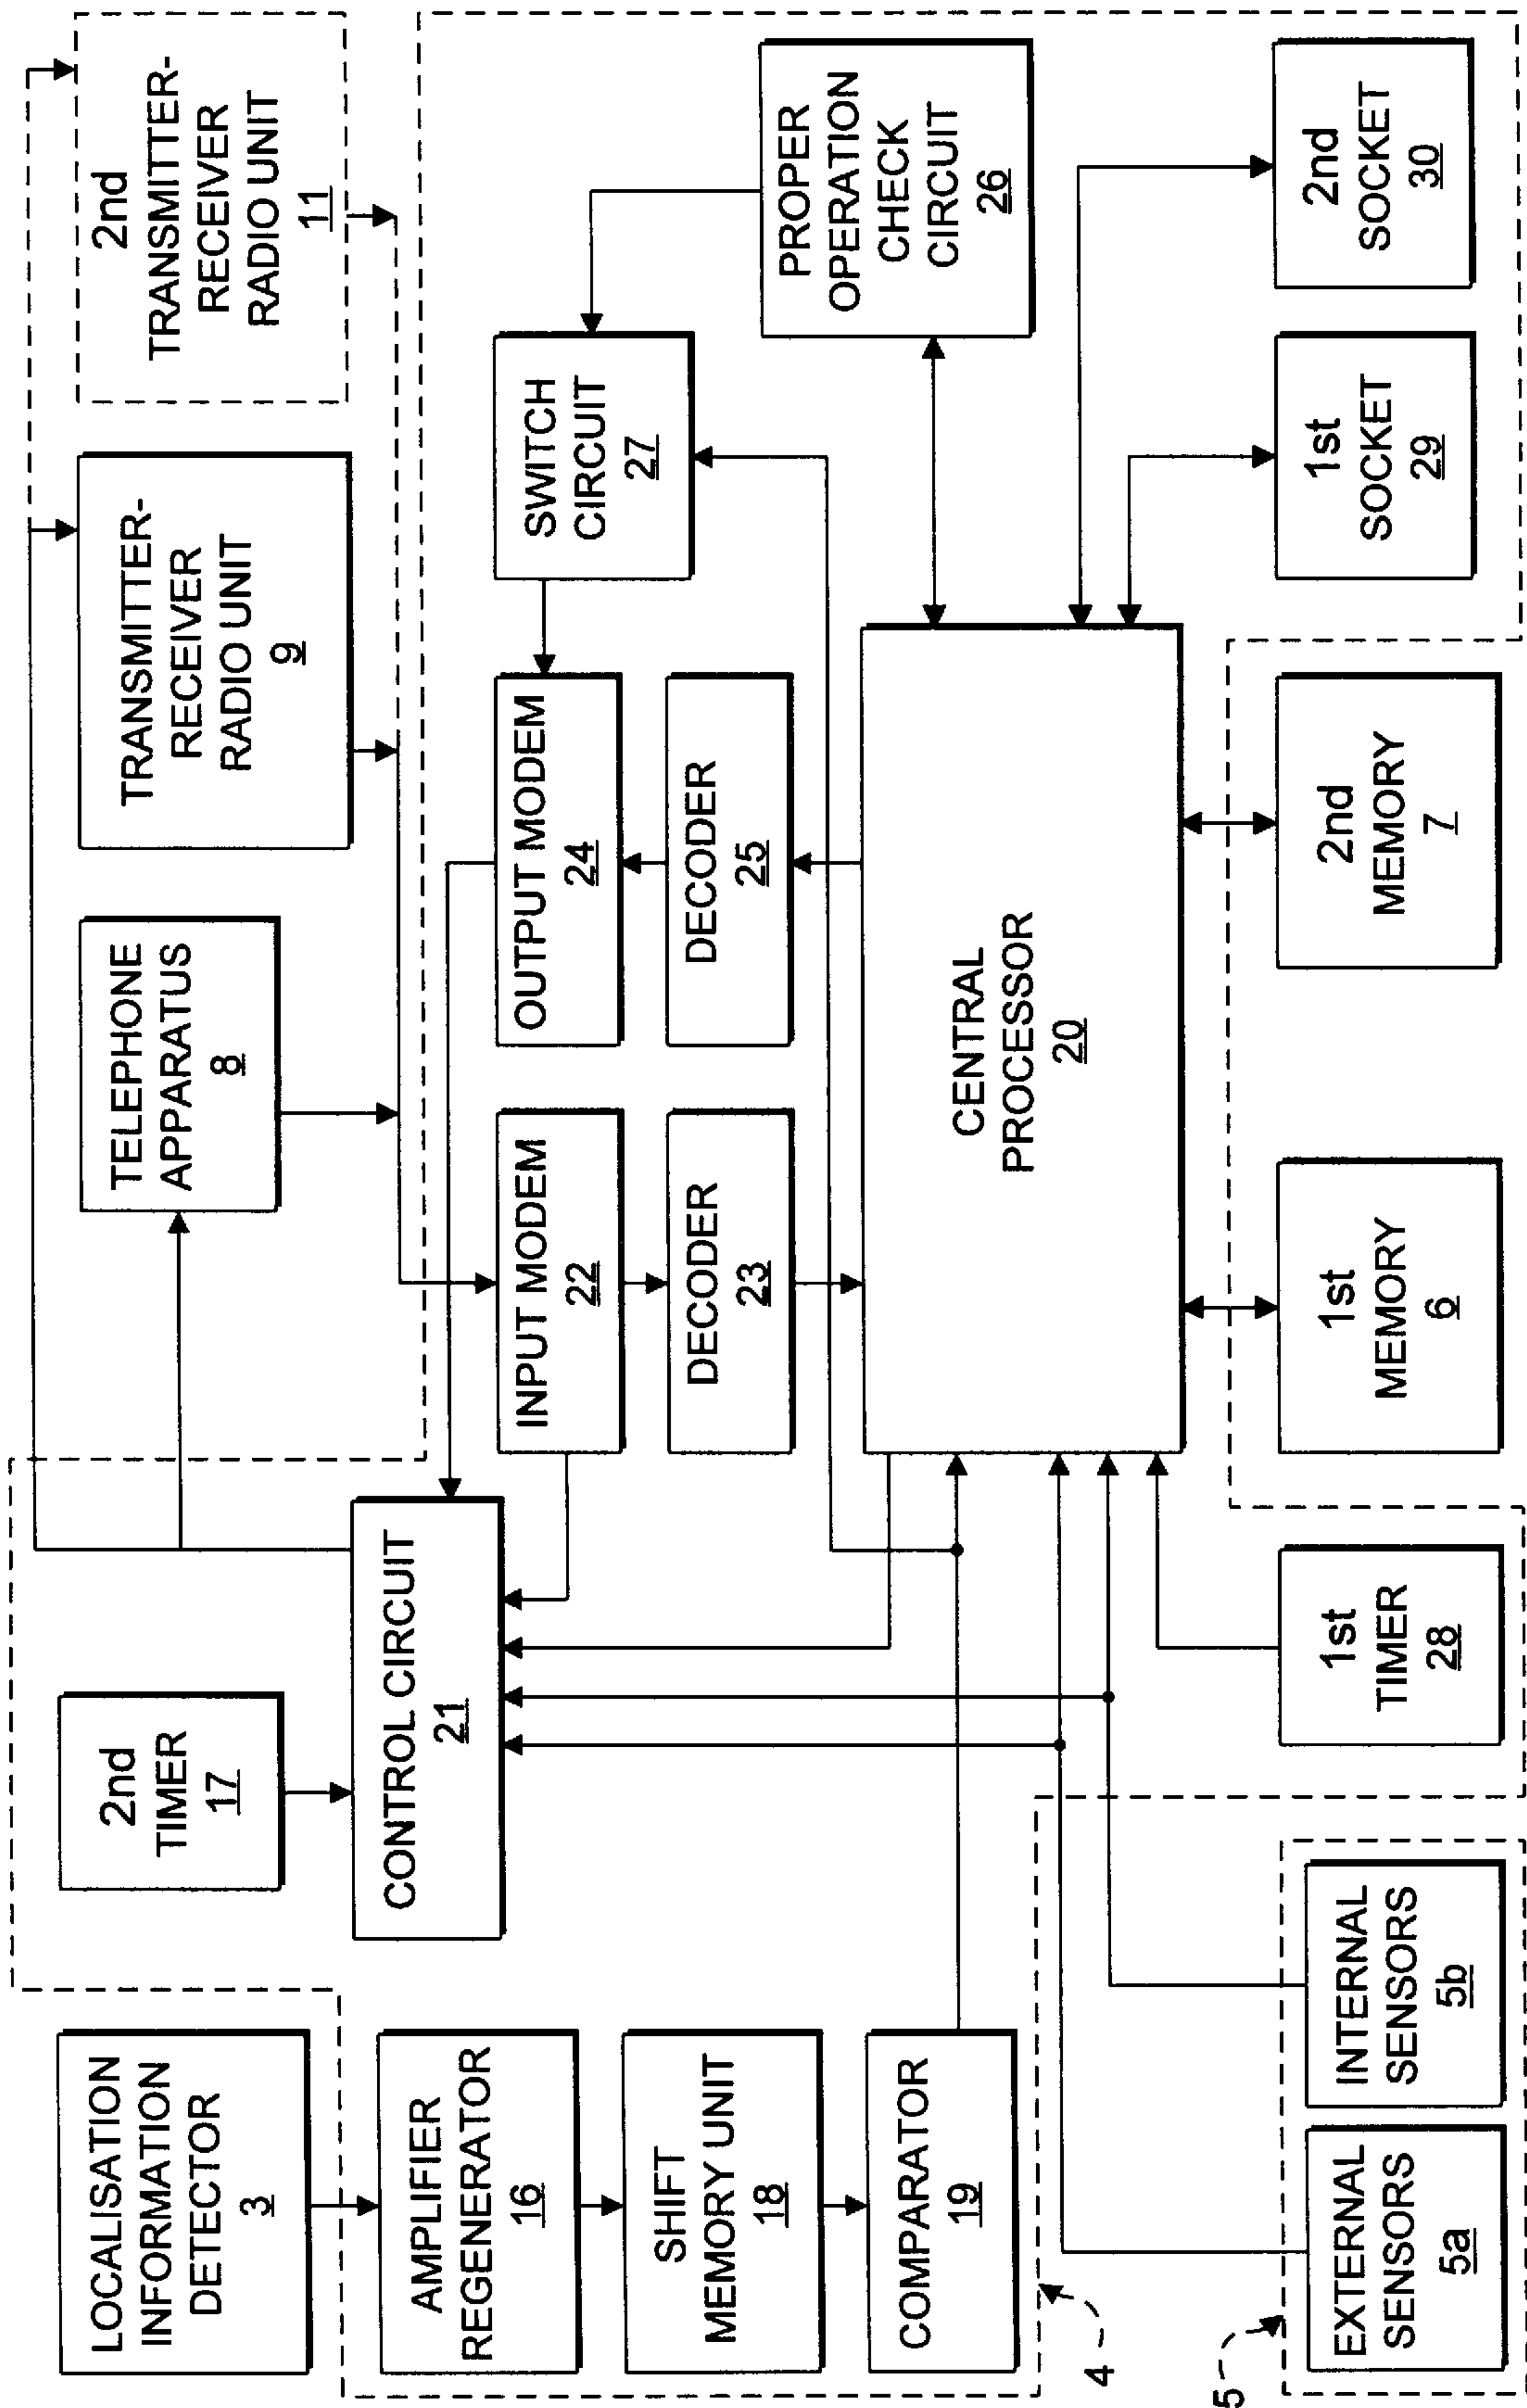 LOCALISATION
INFORMATION
DETECTOR
3
2nd
TIMER
17
TELEPHONE
APPARATUS
8
TRANSMITTER-
RECEIVER
RADIO UNIT
9
2nd
TRANSMITTER-
RECEIVER
RADIO UNIT
11
AMPLIFIER
REGENERATOR
16
CONTROL CIRCUIT
21
SHIFT
MEMORY UNIT
18
INPUT MODEM
22
OUTPUT MODEM
24
SWITCH
CIRCUIT
27
DECODER
23
DECODER
25
PROPER
OPERATION
CHECK
CIRCUIT
26
COMPARATOR
19
CENTRAL
PROCESSOR
20
4
5
EXTERNAL
SENSORS
5a
INTERNAL
SENSORS
5b
1st
TIMER
28
1st
MEMORY
6
2nd
MEMORY
7
1st
SOCKET
29
2nd
SOCKET
30